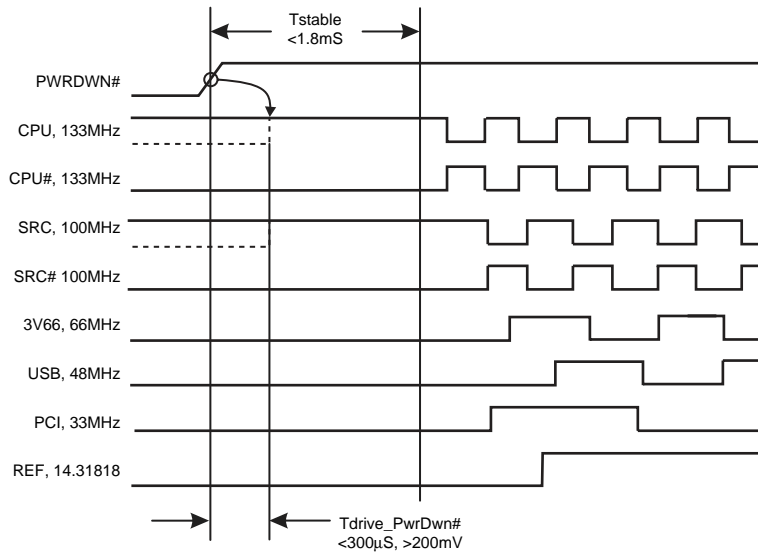 Tstable
<1.8mS
PWRDWN#
CPU, 133MHz
CPU#, 133MHz
SRC, 100MHz
SRC# 100MHz
3V66, 66MHz
USB, 48MHz
PCI, 33MHz
REF, 14.31818
Tdrive_PwrDwn#
<300µS, >200mV